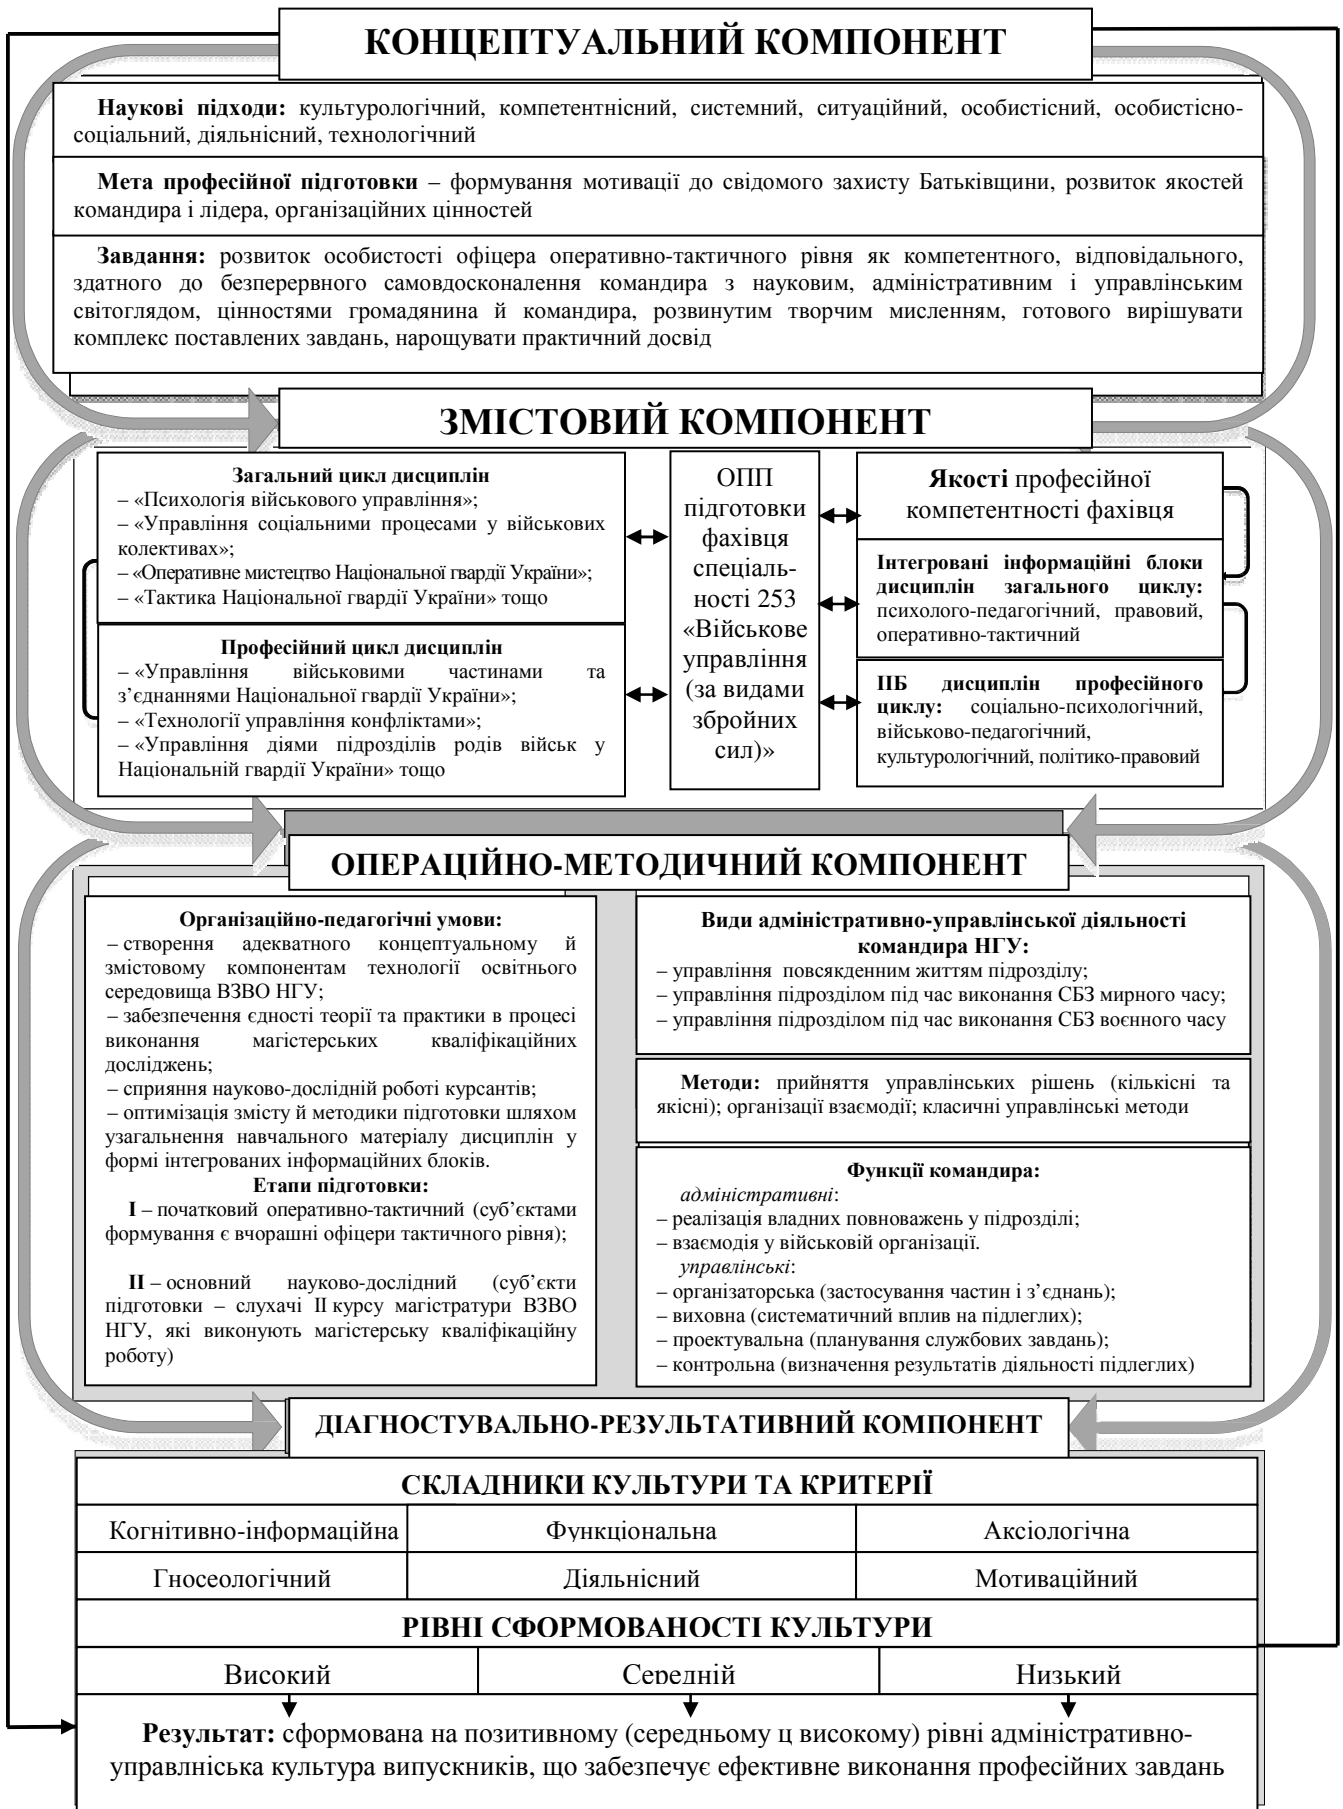 КОНЦЕПТУАЛЬНИЙ КОМПОНЕНТ
Наукові підходи: культурологічний, компетентнісний, системний, ситуаційний, особистісний, особистісно-
соціальний, діяльнісний, технологічний
Мета професійної підготовки – формування мотивації до свідомого захисту Батьківщини, розвиток якостей
командира і лідера, організаційних цінностей
Завдання: розвиток особистості офіцера оперативно-тактичного рівня як компетентного, відповідального,
здатного до безперервного самовдосконалення командира з науковим, адміністративним і управлінським
світоглядом, цінностями громадянина й командира, розвинутим творчим мисленням, готового вирішувати
комплекс поставлених завдань, нарощувати практичний досвід
ЗМІСТОВИЙ КОМПОНЕНТ
Загальний цикл дисциплін
– «Психологія військового управління»;
– «Управління соціальними процесами у військових
колективах»;
– «Оперативне мистецтво Національної гвардії України»;
– «Тактика Національної гвардії України» тощо
Професійний цикл дисциплін
– «Управління військовими частинами та
з’єднаннями Національної гвардії України»;
– «Технології управління конфліктами»;
– «Управління діями підрозділів родів військ у
Національній гвардії України» тощо
ОПП
підготовки
фахівця
спеціаль-
ності 253
«Військове
управління
(за видами
збройних
сил)»
Якості професійної
компетентності фахівця
Інтегровані інформаційні блоки
дисциплін загального циклу:
психолого-педагогічний, правовий,
оперативно-тактичний
ІІБ дисциплін професійного
циклу: соціально-психологічний,
військово-педагогічний,
культурологічний, політико-правовий
ОПЕРАЦІЙНО-МЕТОДИЧНИЙ КОМПОНЕНТ
Організаційно-педагогічні умови:
– створення адекватного концептуальному й
змістовому компонентам технології освітнього
середовища ВЗВО НГУ;
– забезпечення єдності теорії та практики в процесі
виконання магістерських кваліфікаційних
досліджень;
– сприяння науково-дослідній роботі курсантів;
– оптимізація змісту й методики підготовки шляхом
узагальнення навчального матеріалу дисциплін у
формі інтегрованих інформаційних блоків.
Етапи підготовки:
І – початковий оперативно-тактичний (суб’єктами
формування є вчорашні офіцери тактичного рівня);
ІІ – основний науково-дослідний (суб’єкти
підготовки – слухачі ІІ курсу магістратури ВЗВО
НГУ, які виконують магістерську кваліфікаційну
роботу)
Види адміністративно-управлінської діяльності
командира НГУ:
– управління повсякденним життям підрозділу;
– управління підрозділом під час виконання СБЗ мирного часу;
– управління підрозділом під час виконання СБЗ воєнного часу
Методи: прийняття управлінських рішень (кількісні та
якісні); організації взаємодії; класичні управлінські методи
Функції командира:
адміністративні:
– реалізація владних повноважень у підрозділі;
– взаємодія у військовій організації.
управлінські:
– організаторська (застосування частин і з’єднань);
– виховна (систематичний вплив на підлеглих);
– проектувальна (планування службових завдань);
– контрольна (визначення результатів діяльності підлеглих)
ДІАГНОСТУВАЛЬНО-РЕЗУЛЬТАТИВНИЙ КОМПОНЕНТ
СКЛАДНИКИ КУЛЬТУРИ ТА КРИТЕРІЇ
Когнітивно-інформаційна Функціональна Аксіологічна
Гносеологічний Діяльнісний Мотиваційний
РІВНІ СФОРМОВАНОСТІ КУЛЬТУРИ
Високий Середній Низький
Результат: сформована на позитивному (середньому ц високому) рівні адміністративно-
управлніська культура випускників, що забезпечує ефективне виконання професійних завдань